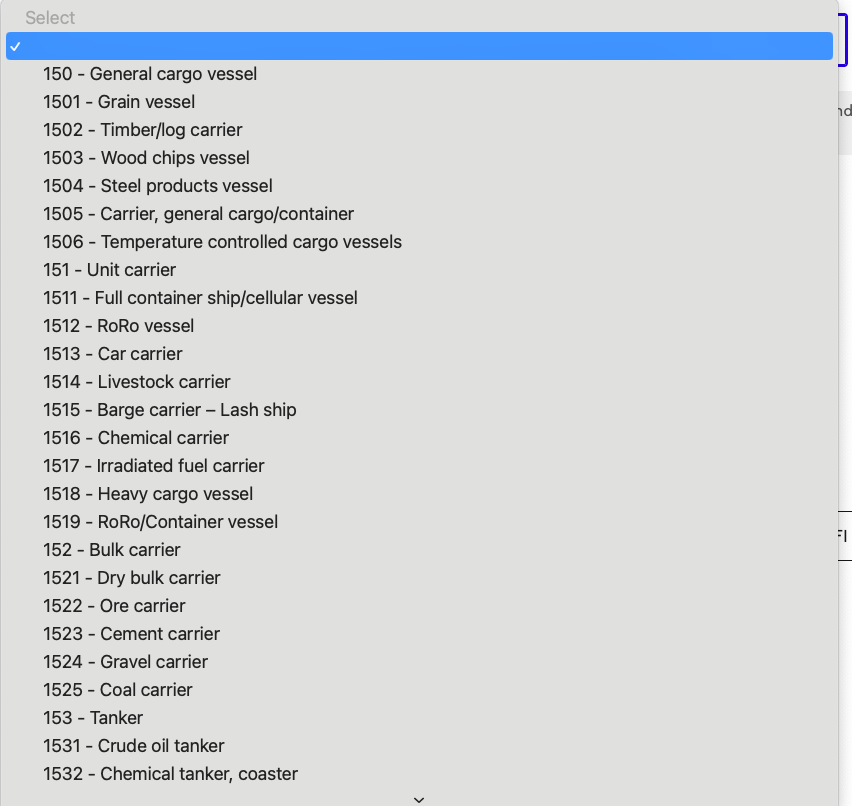 Select
150 - General cargo vessel
1501 - Grain vessel
1502 - Timber/log carrier
1503 - Wood chips vessel
1504 - Steel products vessel
1505 - Carrier, general cargo/container
1506 - Temperature controlled cargo vessels
151 - Unit carrier
1511 - Full container ship/cellular vessel
1512 - RoRo vessel
1513 - Car carrier
1514 - Livestock carrier
1515 - Barge carrier – Lash ship
1516 - Chemical carrier
1517 - Irradiated fuel carrier
1518 - Heavy cargo vessel
1519 - RoRo/Container vessel
152 - Bulk carrier
1521 - Dry bulk carrier
1522 - Ore carrier
1523 - Cement carrier
1524 - Gravel carrier
1525 - Coal carrier
153 - Tanker
1531 - Crude oil tanker
1532 - Chemical tanker, coaster